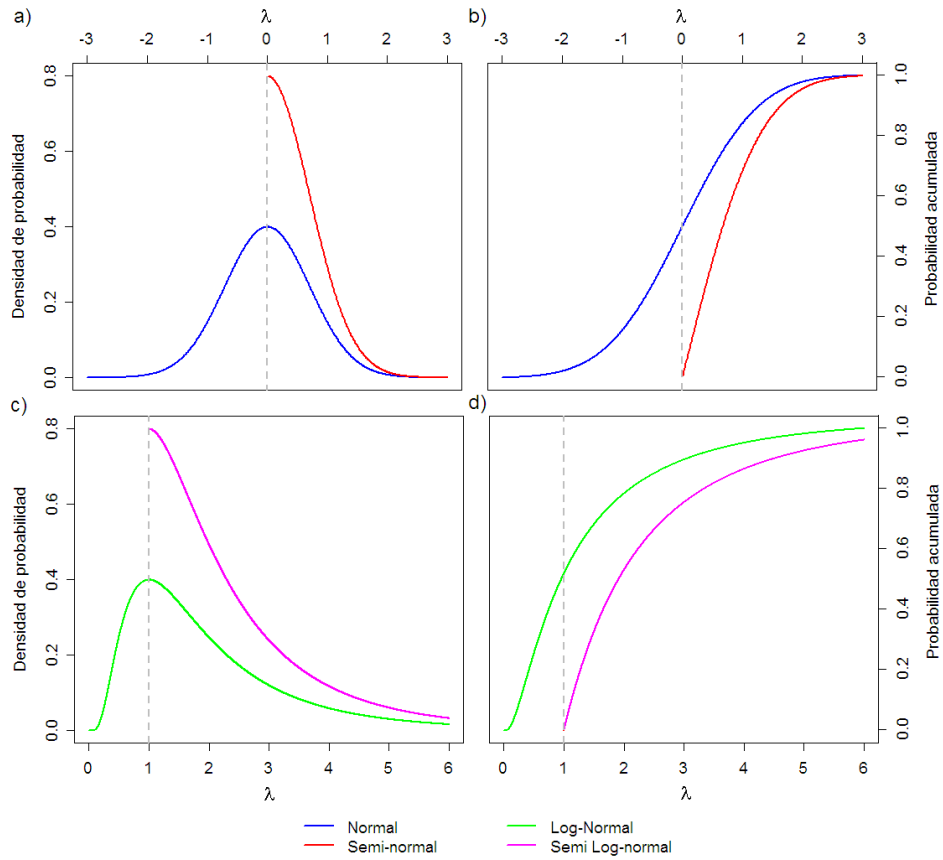 a)
λ
-3 -2 -1 0 1 2 3
Densidad de probabilidad
0.0 0.2 0.4 0.6 0.8
b)
λ
-3 -2 -1 0 1 2 3
Probabilidad acumulada
0.0 0.2 0.4 0.6 0.8 1.0
c)
Densidad de probabilidad
0.0 0.2 0.4 0.6 0.8
0 1 2 3 4 5 6
λ
d)
Probabilidad acumulada
0.0 0.2 0.4 0.6 0.8 1.0
0 1 2 3 4 5 6
λ
Normal
Semi-normal
Log-Normal
Semi Log-normal